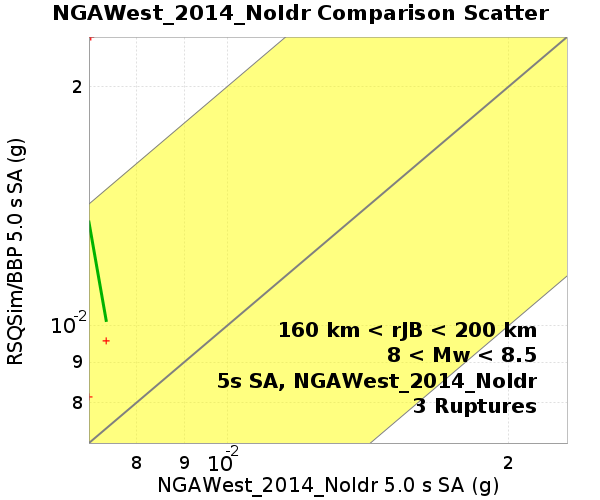 NGAWest_2014_NoIdr Comparison Scatter
RSQSim/BBP 5.0 s SA (g)
2
10-2
9
8
160 km < rJB < 200 km
8 < Mw < 8.5
5s SA, NGAWest_2014_NoIdr
3 Ruptures
8 9 10-2 2
NGAWest_2014_NoIdr 5.0 s SA (g)